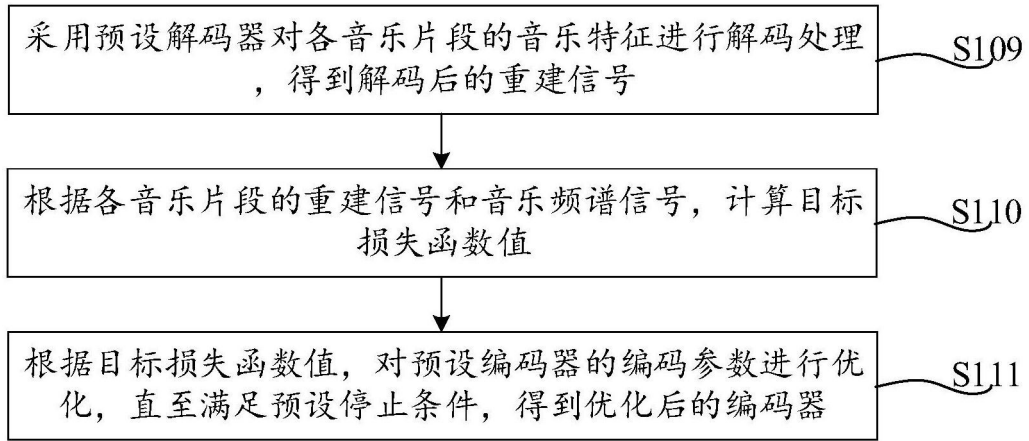 采用预设解码器对各音乐片段的音乐特征进行解码处理
，得到解码后的重建信号
S109
根据各音乐片段的重建信号和音乐频谱信号，计算目标
损失函数值
S110
根据目标损失函数值，对预设编码器的编码参数进行优
化，直至满足预设停止条件，得到优化后的编码器
S111